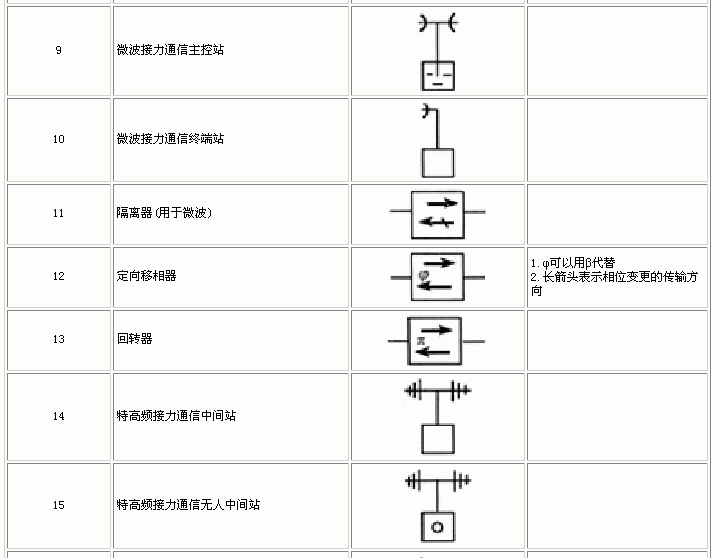 9
微波接力通信主控站
10
微波接力通信终端站
11
隔离器(用于微波)
12
定向移相器
φ
1.φ可以用β代替
2.长箭头表示相位变更的传输方
向
13
回转器
π
14
特高频接力通信中间站
15
特高频接力通信无人中间站